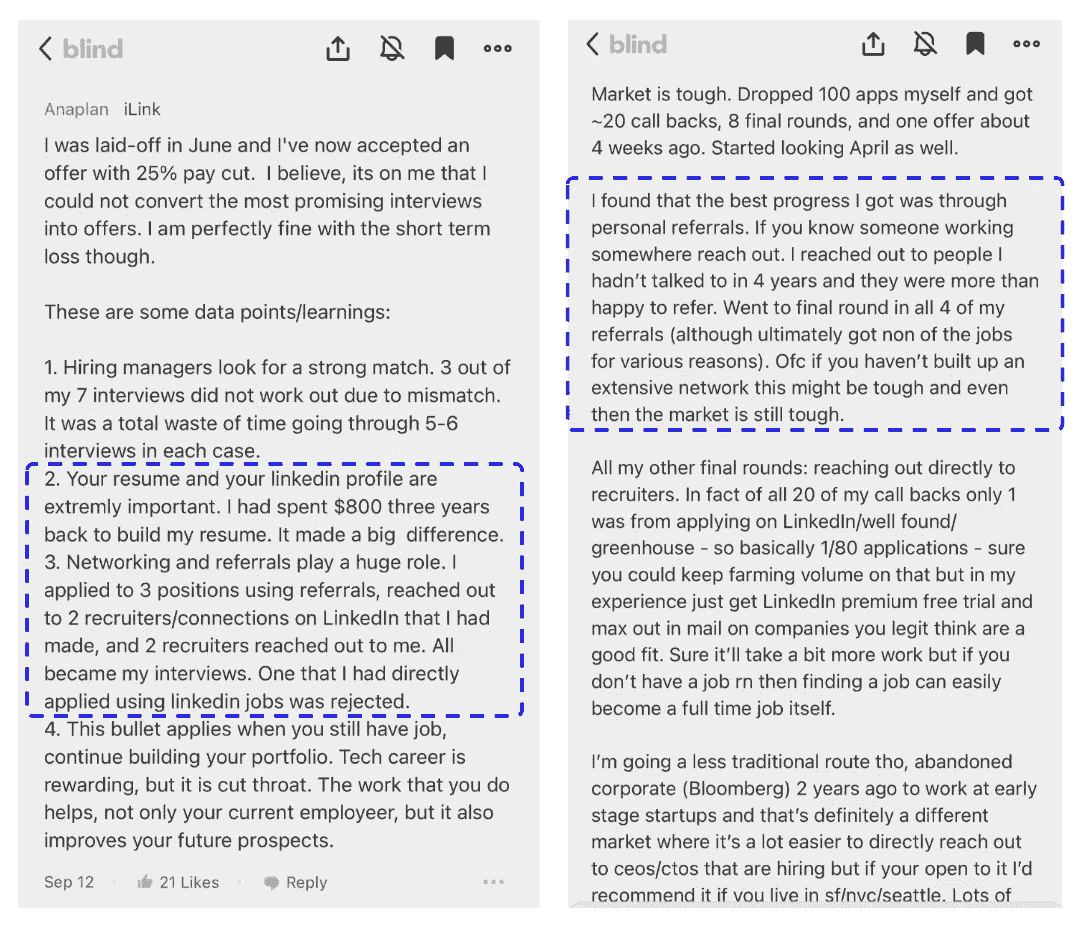 blind
Anaplan iLink
I was laid-off in June and I've now accepted an
offer with 25% pay cut.  I believe, its on me that I
could not convert the most promising interviews
into offers. I am perfectly fine with the short term
loss though.
These are some data points/learnings:
1. Hiring managers look for a strong match. 3 out of
my 7 interviews did not work out due to mismatch.
It was a total waste of time going through 5-6
interviews in each case.
2. Your resume and your linkedin profile are
extremly important. I had spent $800 three years
back to build my resume. It made a big  difference.
3. Networking and referrals play a huge role. I
applied to 3 positions using referrals, reached out
to 2 recruiters/connections on LinkedIn that I had
made, and 2 recruiters reached out to me. All
became my interviews. One that I had directly
applied using linkedin jobs was rejected.
4. This bullet applies when you still have job,
continue building your portfolio. Tech career is
rewarding, but it is cut throat. The work that you do
helps, not only your current employeer, but it also
improves your future prospects.
Sep 12 · 21 Likes · Reply
blind
Market is tough. Dropped 100 apps myself and got
~20 call backs, 8 final rounds, and one offer about
4 weeks ago. Started looking April as well.
I found that the best progress I got was through
personal referrals. If you know someone working
somewhere reach out. I reached out to people I
hadn't talked to in 4 years and they were more than
happy to refer. Went to final round in all 4 of my
referrals (although ultimately got non of the jobs
for various reasons). Ofc if you haven't built up an
extensive network this might be tough and even
then the market is still tough.
All my other final rounds: reaching out directly to
recruiters. In fact of all 20 of my call backs only 1
was from applying on LinkedIn/well found/
greenhouse - so basically 1/80 applications - sure
you could keep farming volume on that but in my
experience just get LinkedIn premium free trial and
max out in mail on companies you legit think are a
good fit. Sure it'll take a bit more work but if you
don't have a job rn then finding a job can easily
become a full time job itself.
I'm going a less traditional route tho, abandoned
corporate (Bloomberg) 2 years ago to work at early
stage startups and that's definitely a different
market where it's a lot easier to directly reach out
to ceos/ctos that are hiring but if your open to it I'd
recommend it if you live in sf/nyc/seattle. Lots of